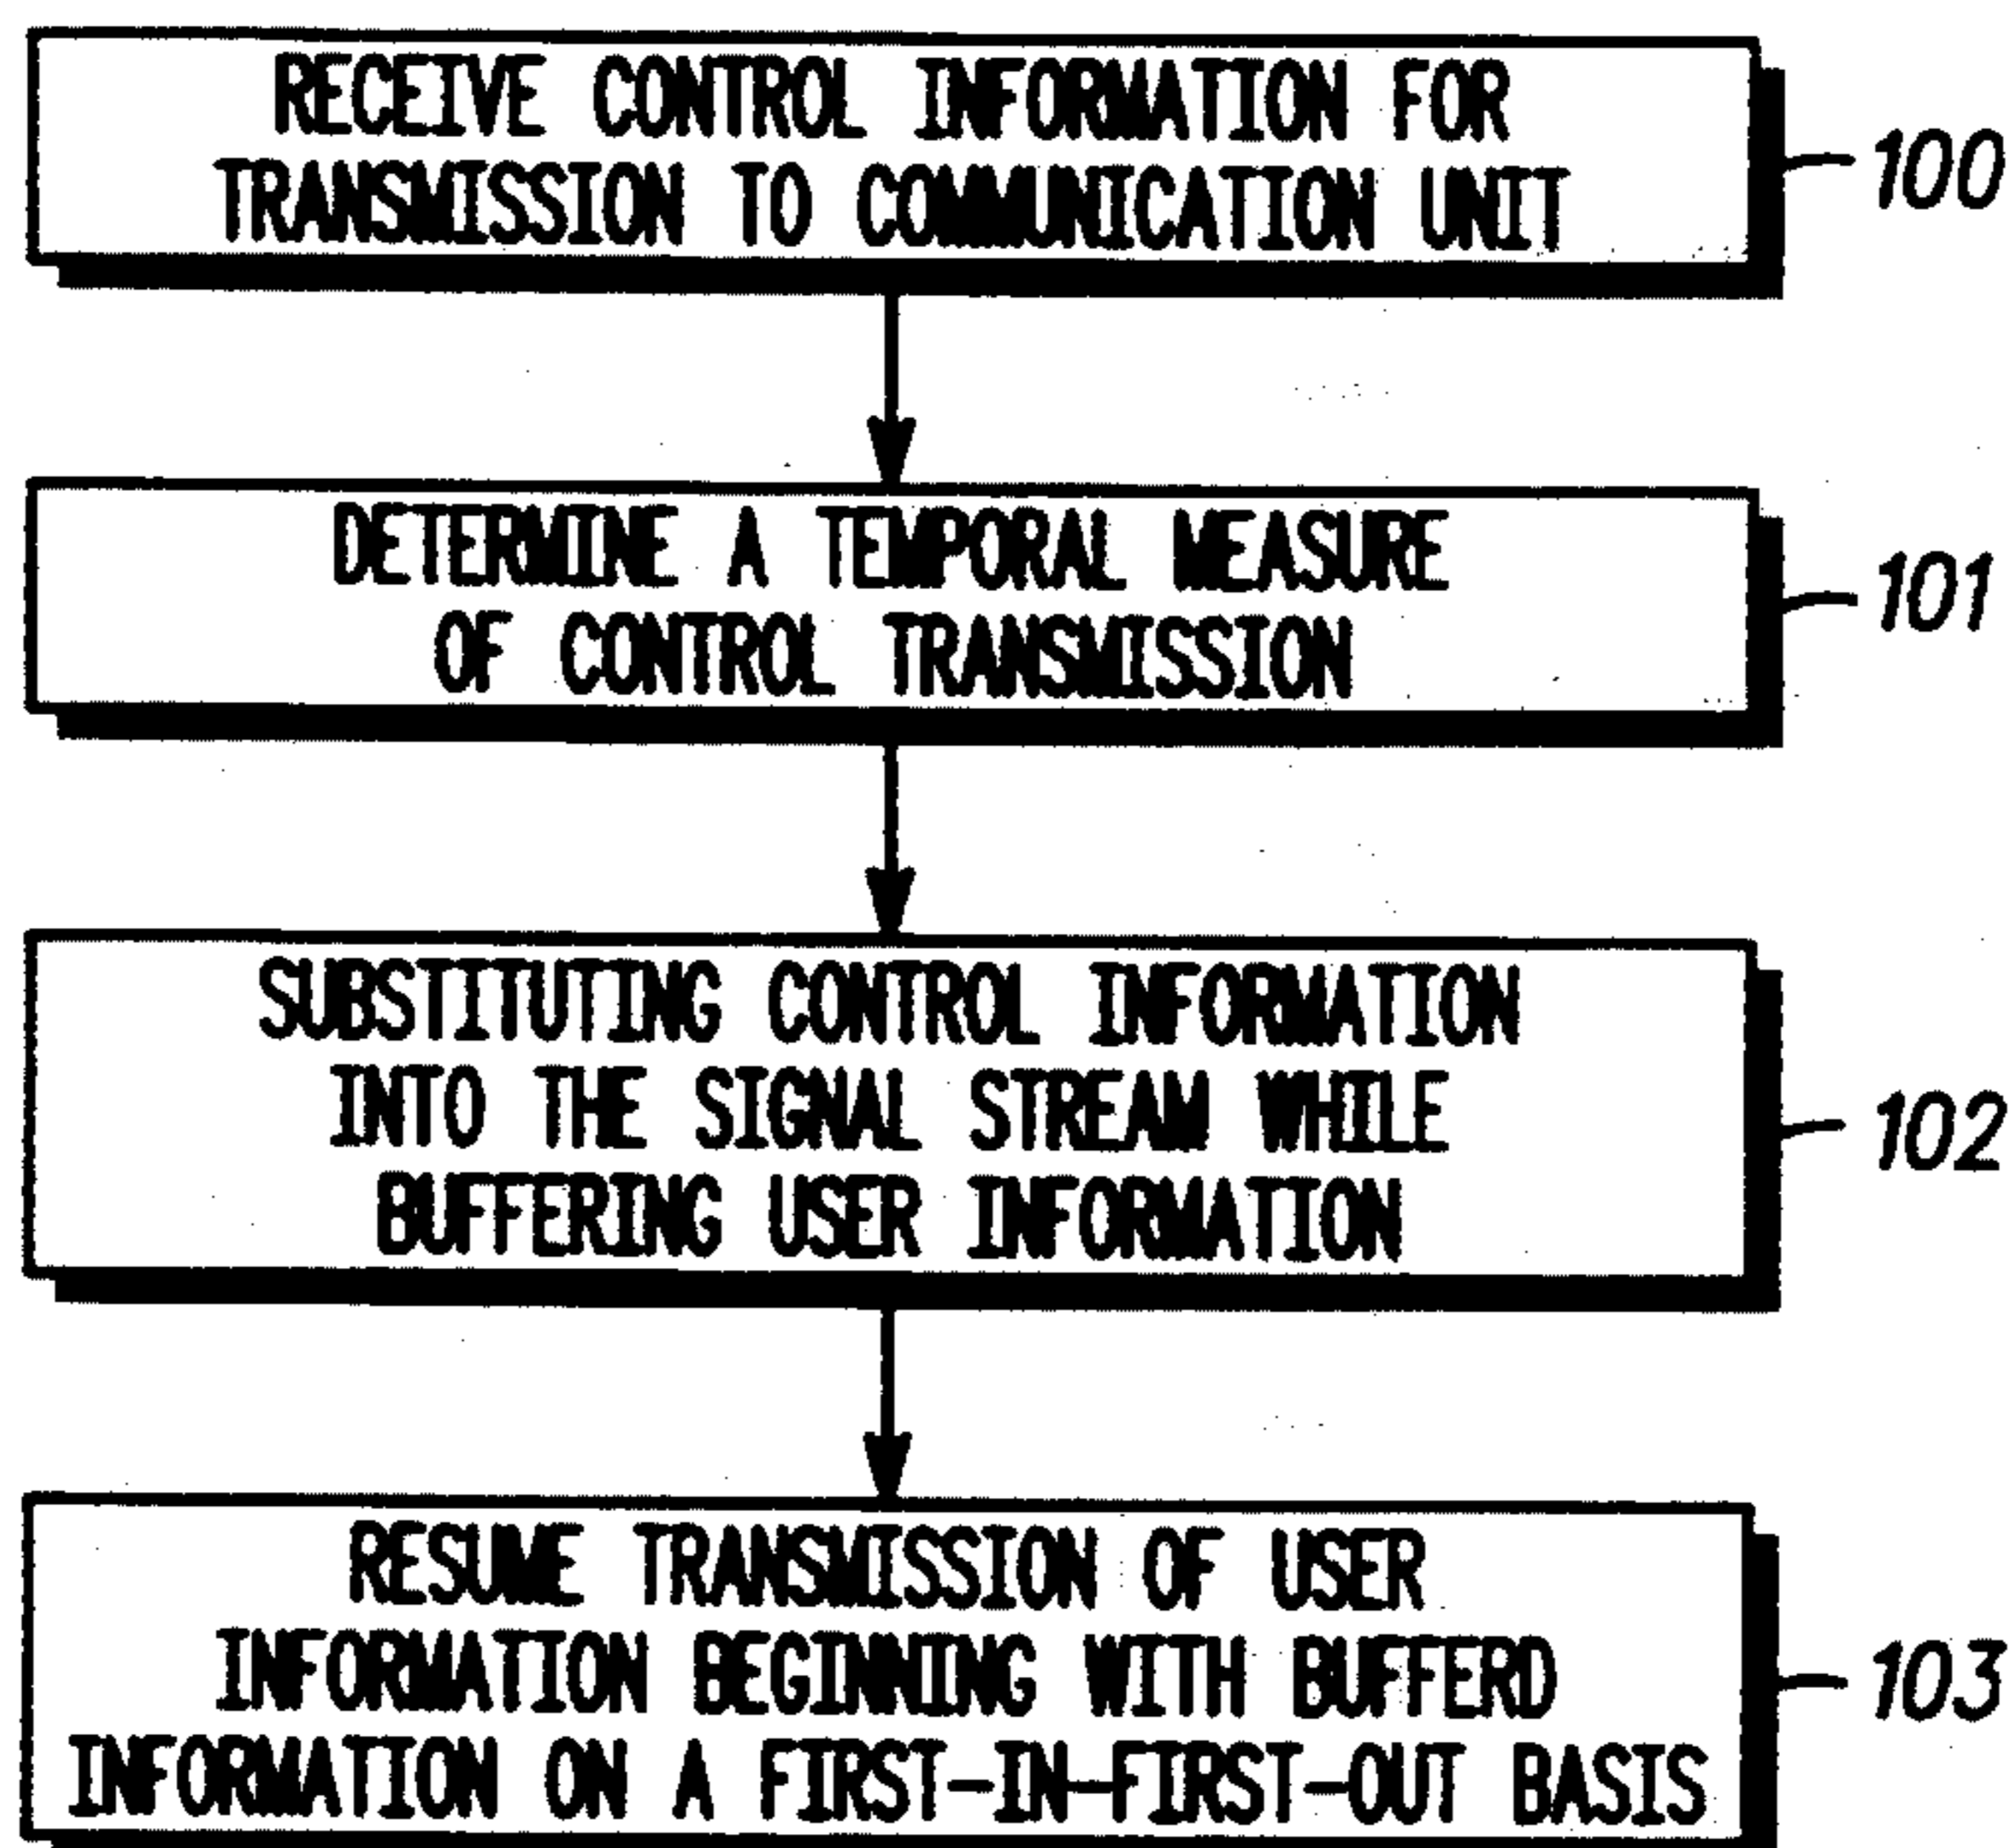 RECEIVE CONTROL INFORMATION FOR
TRANSMISSION TO COMMUNICATION UNIT
100
DETERMINE A TEMPORAL MEASURE
OF CONTROL TRANSMISSION
101
SUBSTITUTING CONTROL INFORMATION
INTO THE SIGNAL STREAM WHILE
BUFFERING USER INFORMATION
102
RESUME TRANSMISSION OF USER
INFORMATION BEGINNING WITH BUFFERD
INFORMATION ON A FIRST-IN-FIRST-OUT BASIS
103